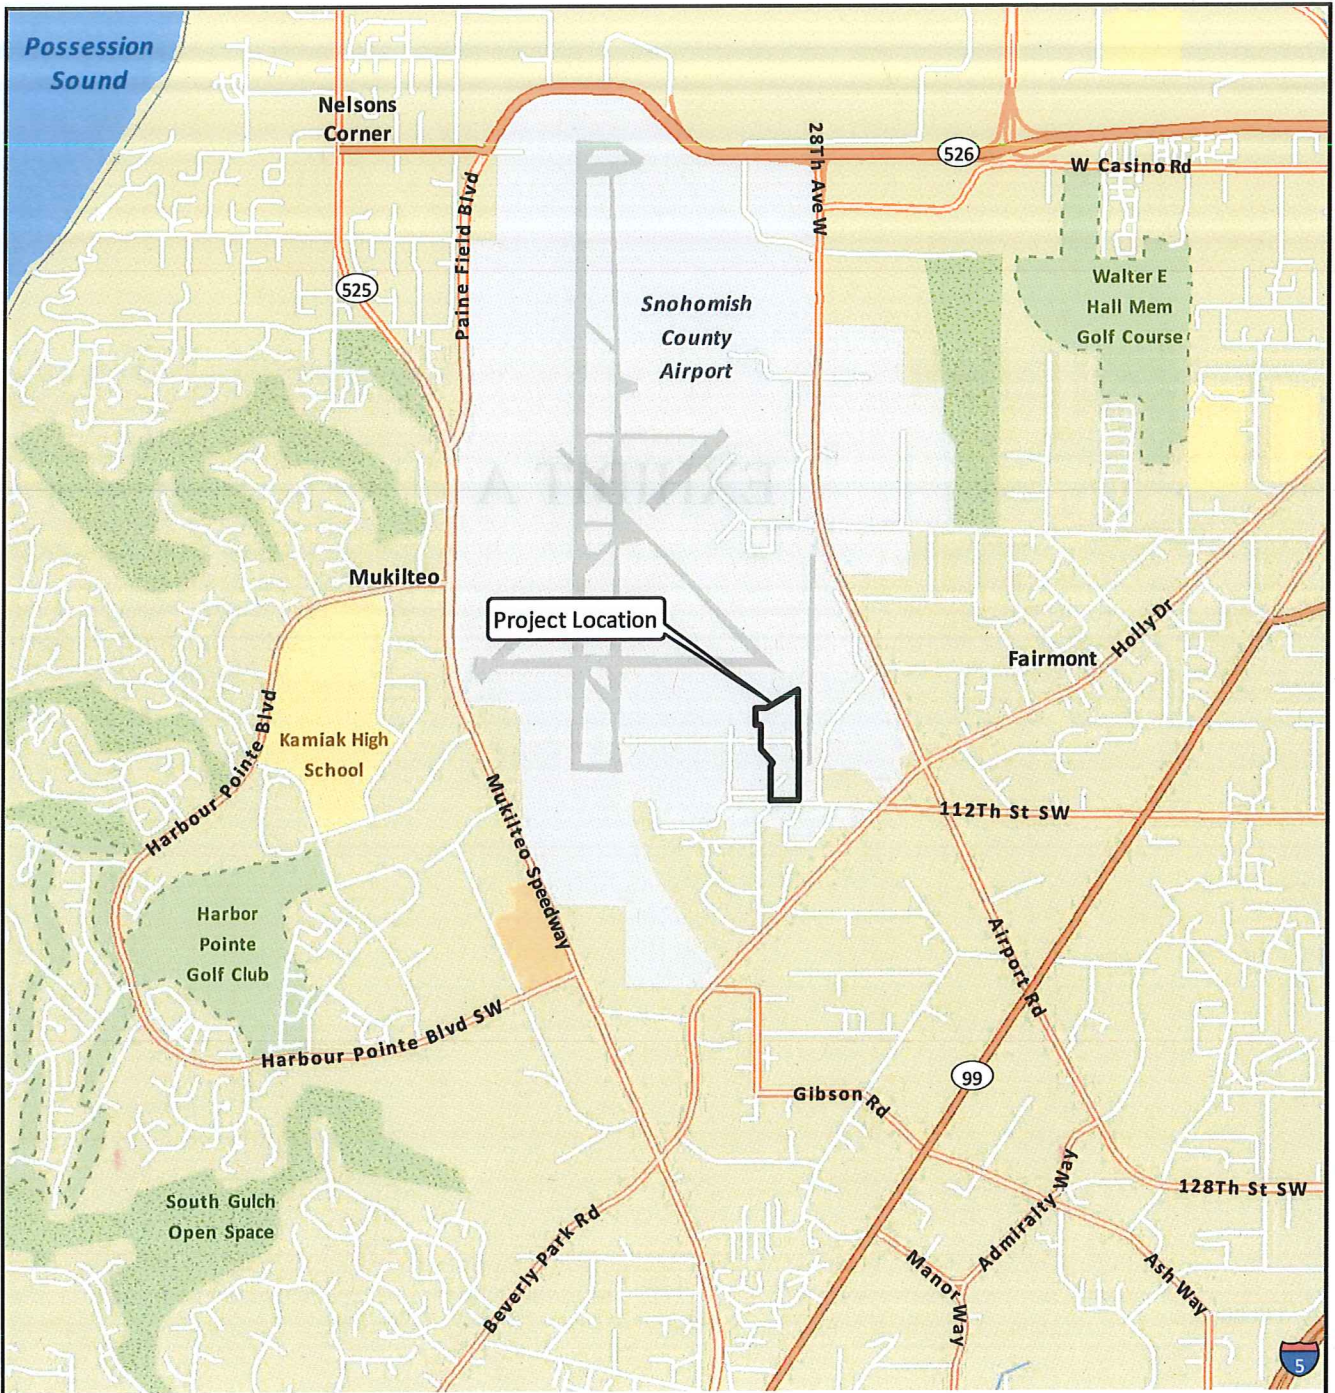 Possession
Sound
Nelsons
Corner
28Th Ave W
526
W Casino Rd
Paine Field Blvd
525
Snohomish
County
Airport
Walter E
Hall Mem
Golf Course
EXHIBIT A
Mukilteo
Project Location
Fairmont
Holly Dr
Harbour Pointe Blvd
Kamiak High
School
Mukilteo Speedway
112Th St SW
Harbor
Pointe
Golf Club
Airport Rd
Harbour Pointe Blvd SW
99
Gibson Rd
128Th St SW
South Gulch
Open Space
Admiralty Way
Beverly Park Rd
Manor Way
Ash Way
5